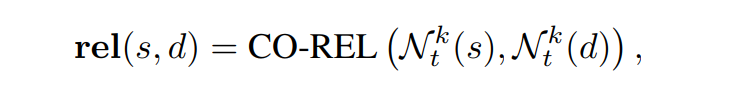 rel(s, d) = CO-REL (𝒩ₜᵏ(s), 𝒩ₜᵏ(d)) ,